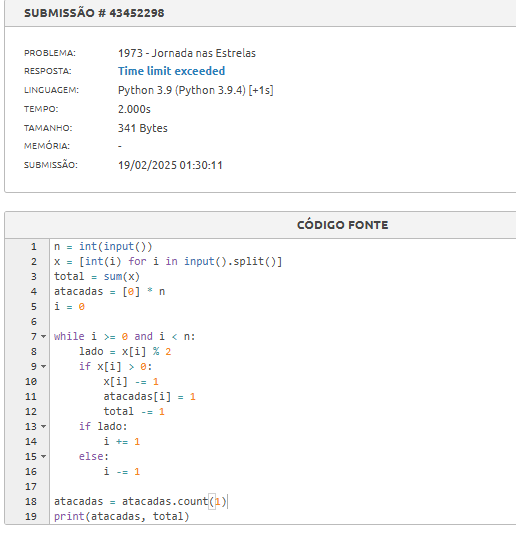 SUBMISSÃO # 43452298
PROBLEMA: 1973 - Jornada nas Estrelas
RESPOSTA: Time limit exceeded
LINGUAGEM: Python 3.9 (Python 3.9.4) [+1s]
TEMPO: 2.000s
TAMANHO: 341 Bytes
MEMÓRIA: -
SUBMISSÃO: 19/02/2025 01:30:11
CÓDIGO FONTE
1 n = int(input())
2 x = [int(i) for i in input().split()]
3 total = sum(x)
4 atacadas = [0] * n
5 i = 0
6
7 while i >= 0 and i < n:
8     lado = x[i] % 2
9     if x[i] > 0:
10         x[i] -= 1
11         atacadas[i] = 1
12         total -= 1
13     if lado:
14         i += 1
15     else:
16         i -= 1
17
18 atacadas = atacadas.count(1)
19 print(atacadas, total)